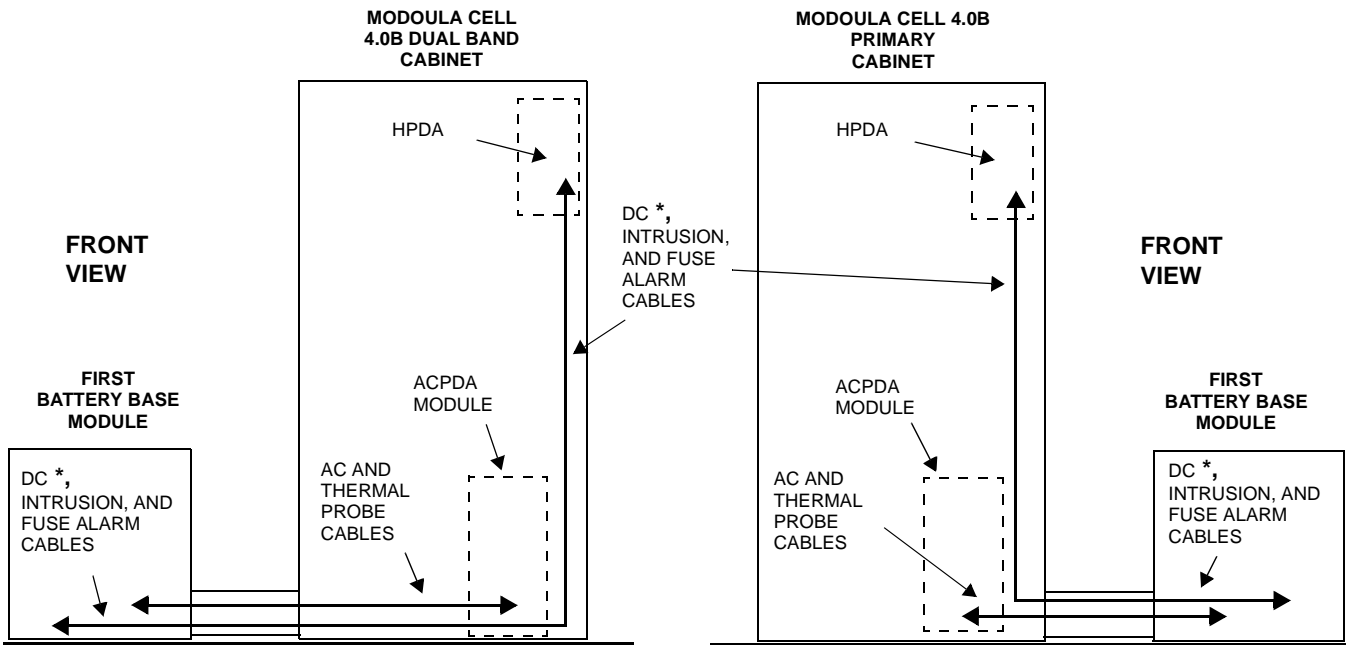 MODOULA CELL
4.0B DUAL BAND
CABINET
HPDA
FRONT
VIEW
FIRST
BATTERY BASE
MODULE
DC *,
INTRUSION, AND
FUSE ALARM
CABLES
AC AND
THERMAL
PROBE
CABLES
ACPDA
MODULE
DC *,
INTRUSION,
AND FUSE
ALARM
CABLES
MODOULA CELL 4.0B
PRIMARY
CABINET
HPDA
ACPDA
MODULE
AC AND
THERMAL
PROBE
CABLES
FRONT
VIEW
FIRST
BATTERY BASE
MODULE
DC *,
INTRUSION, AND
FUSE ALARM
CABLES